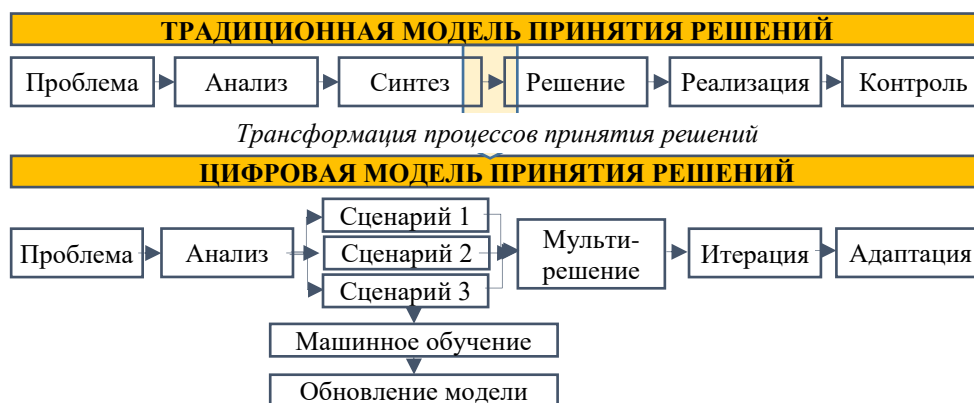 ТРАДИЦИОННАЯ МОДЕЛЬ ПРИНЯТИЯ РЕШЕНИЙ
Проблема Анализ Синтез Решение Реализация Контроль
Трансформация процессов принятия решений
ЦИФРОВАЯ МОДЕЛЬ ПРИНЯТИЯ РЕШЕНИЙ
Проблема
Анализ
Сценарий 1
Сценарий 2
Сценарий 3
Мульти-
решение
Итерация
Адаптация
Машинное обучение
Обновление модели